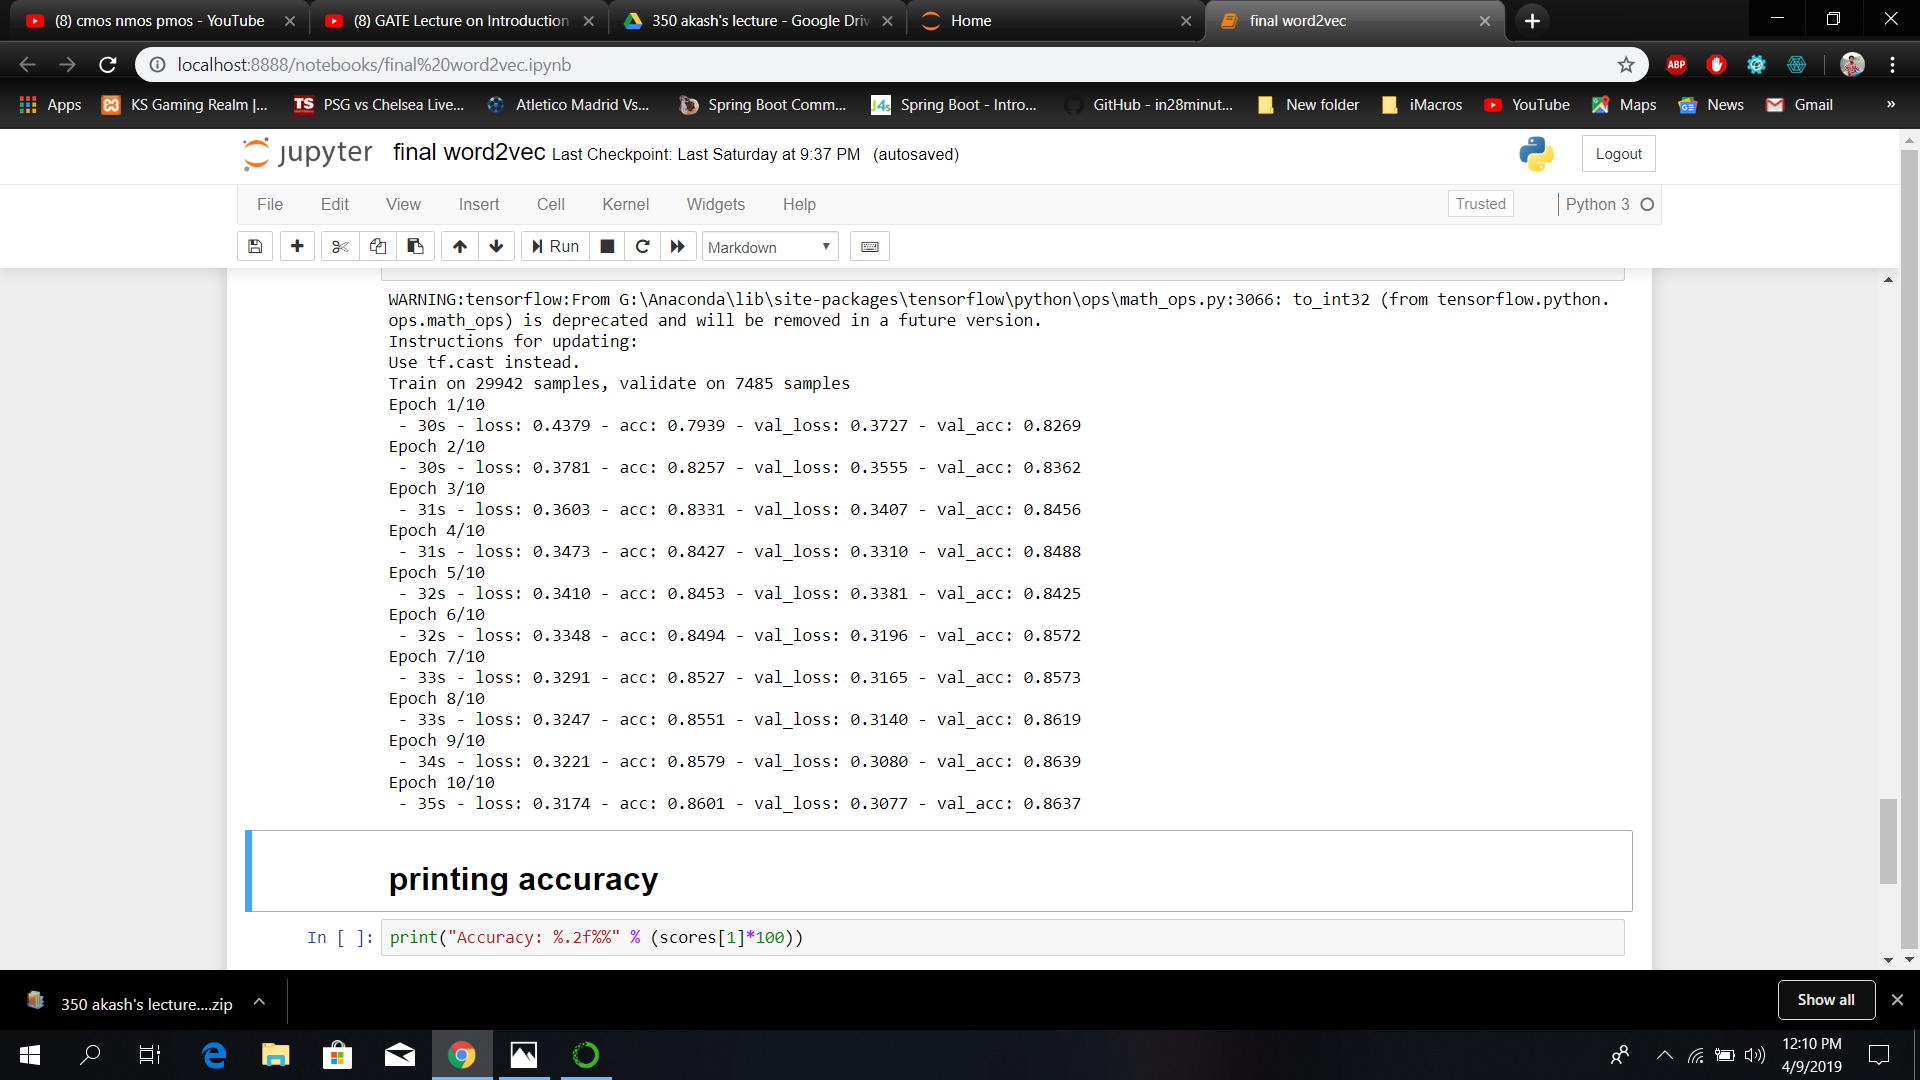 (8) cmos nmos pmos - YouTube
(8) GATE Lecture on Introduction
350 akash's lecture - Google Driv
Home
final word2vec
localhost:8888/notebooks/final%20word2vec.ipynb
ABP
Apps
KS Gaming Realm |...
TS
PSG vs Chelsea Live...
Atletico Madrid Vs...
Spring Boot Comm...
J4s
Spring Boot - Intro...
GitHub - in28minut...
New folder
iMacros
YouTube
Maps
News
Gmail
»
jupyter
final word2vec Last Checkpoint: Last Saturday at 9:37 PM (autosaved)
Logout
File
Edit
View
Insert
Cell
Kernel
Widgets
Help
Trusted
Python 3
Run
Markdown
WARNING:tensorflow:From G:\Anaconda\lib\site-packages\tensorflow\python\ops\math_ops.py:3066: to_int32 (from tensorflow.python.
ops.math_ops) is deprecated and will be removed in a future version.
Instructions for updating:
Use tf.cast instead.
Train on 29942 samples, validate on 7485 samples
Epoch 1/10
- 30s - loss: 0.4379 - acc: 0.7939 - val_loss: 0.3727 - val_acc: 0.8269
Epoch 2/10
- 30s - loss: 0.3781 - acc: 0.8257 - val_loss: 0.3555 - val_acc: 0.8362
Epoch 3/10
- 31s - loss: 0.3603 - acc: 0.8331 - val_loss: 0.3407 - val_acc: 0.8456
Epoch 4/10
- 31s - loss: 0.3473 - acc: 0.8427 - val_loss: 0.3310 - val_acc: 0.8488
Epoch 5/10
- 32s - loss: 0.3410 - acc: 0.8453 - val_loss: 0.3381 - val_acc: 0.8425
Epoch 6/10
- 32s - loss: 0.3348 - acc: 0.8494 - val_loss: 0.3196 - val_acc: 0.8572
Epoch 7/10
- 33s - loss: 0.3291 - acc: 0.8527 - val_loss: 0.3165 - val_acc: 0.8573
Epoch 8/10
- 33s - loss: 0.3247 - acc: 0.8551 - val_loss: 0.3140 - val_acc: 0.8619
Epoch 9/10
- 34s - loss: 0.3221 - acc: 0.8579 - val_loss: 0.3080 - val_acc: 0.8639
Epoch 10/10
- 35s - loss: 0.3174 - acc: 0.8601 - val_loss: 0.3077 - val_acc: 0.8637
printing accuracy
In [ ]: print("Accuracy: %.2f%%" % (scores[1]*100))
350 akash's lecture....zip
Show all
12:10 PM
4/9/2019